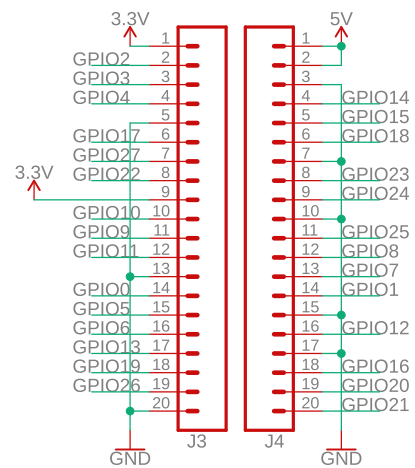 3.3V 5V
1 1
GPIO2 2 2
GPIO3 3 3
GPIO4 4 4 GPIO14
5 5 GPIO15
GPIO17 6 6 GPIO18
GPIO27 7 7
GPIO22 8 8 GPIO23
3.3V 9 9 GPIO24
GPIO10 10 10
GPIO9 11 11 GPIO25
GPIO11 12 12 GPIO8
13 13 GPIO7
GPIO0 14 14 GPIO1
GPIO5 15 15
GPIO6 16 16 GPIO12
GPIO13 17 17
GPIO19 18 18 GPIO16
GPIO26 19 19 GPIO20
20 20 GPIO21
J3 J4
GND GND